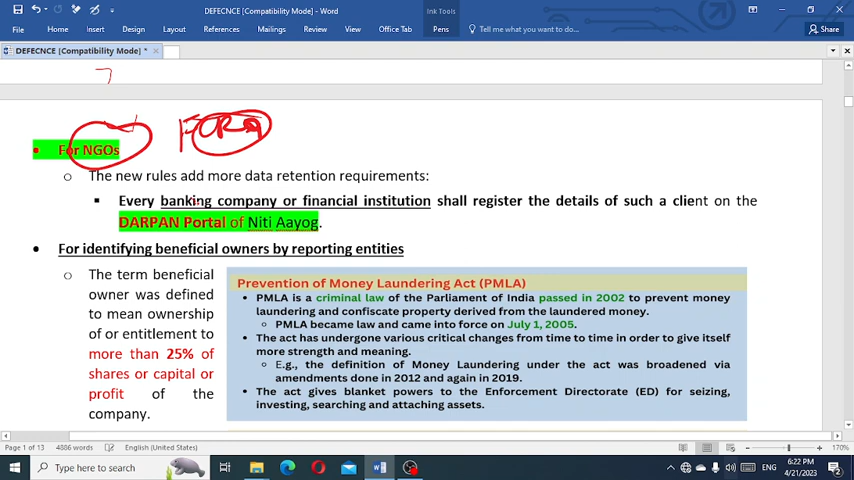 DEFECNCE [Compatibility Mode] - Word
Ink Tools
File Home Insert Design Layout References Mailings Review View Office Tab Pens Tell me what you want to do... Share
DEFECNCE [Compatibility Mode] *
7
FCRA
• For NGOs
o The new rules add more data retention requirements:
▪ Every banking company or financial institution shall register the details of such a client on the
DARPAN Portal of Niti Aayog.
• For identifying beneficial owners by reporting entities
o The term beneficial
owner was defined
to mean ownership
of or entitlement to
more than 25% of
shares or capital or
profit of the
company.
Prevention of Money Laundering Act (PMLA)
• PMLA is a criminal law of the Parliament of India passed in 2002 to prevent money
laundering and confiscate property derived from the laundered money.
o PMLA became law and came into force on July 1, 2005.
• The act has undergone various critical changes from time to time in order to give itself
more strength and meaning.
o E.g., the definition of Money Laundering under the act was broadened via
amendments done in 2012 and again in 2019.
• The act gives blanket powers to the Enforcement Directorate (ED) for seizing,
investing, searching and attaching assets.
Page 1 of 13 4886 words English (United States) 170%
Type here to search ENG 6:22 PM
4/21/2023
2